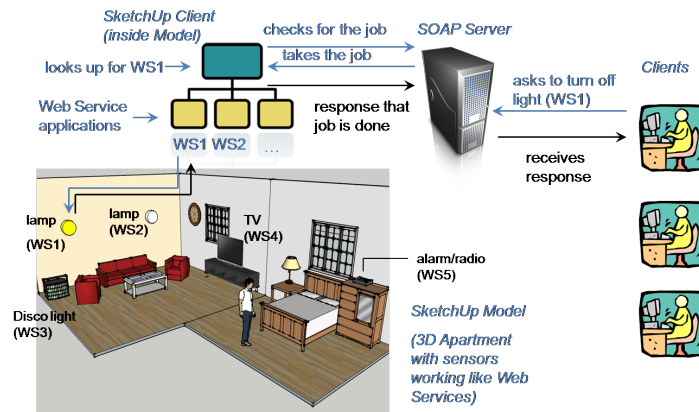 SketchUp Client
(inside Model)
checks for the job
takes the job
SOAP Server
looks up for WS1
asks to turn off
light (WS1)
Clients
Web Service
applications
response that
job is done
WS1
WS2
...
receives
response
lamp
(WS1)
lamp
(WS2)
TV
(WS4)
alarm/radio
(WS5)
Disco light
(WS3)
SketchUp Model
(3D Apartment
with sensors
working like Web
Services)